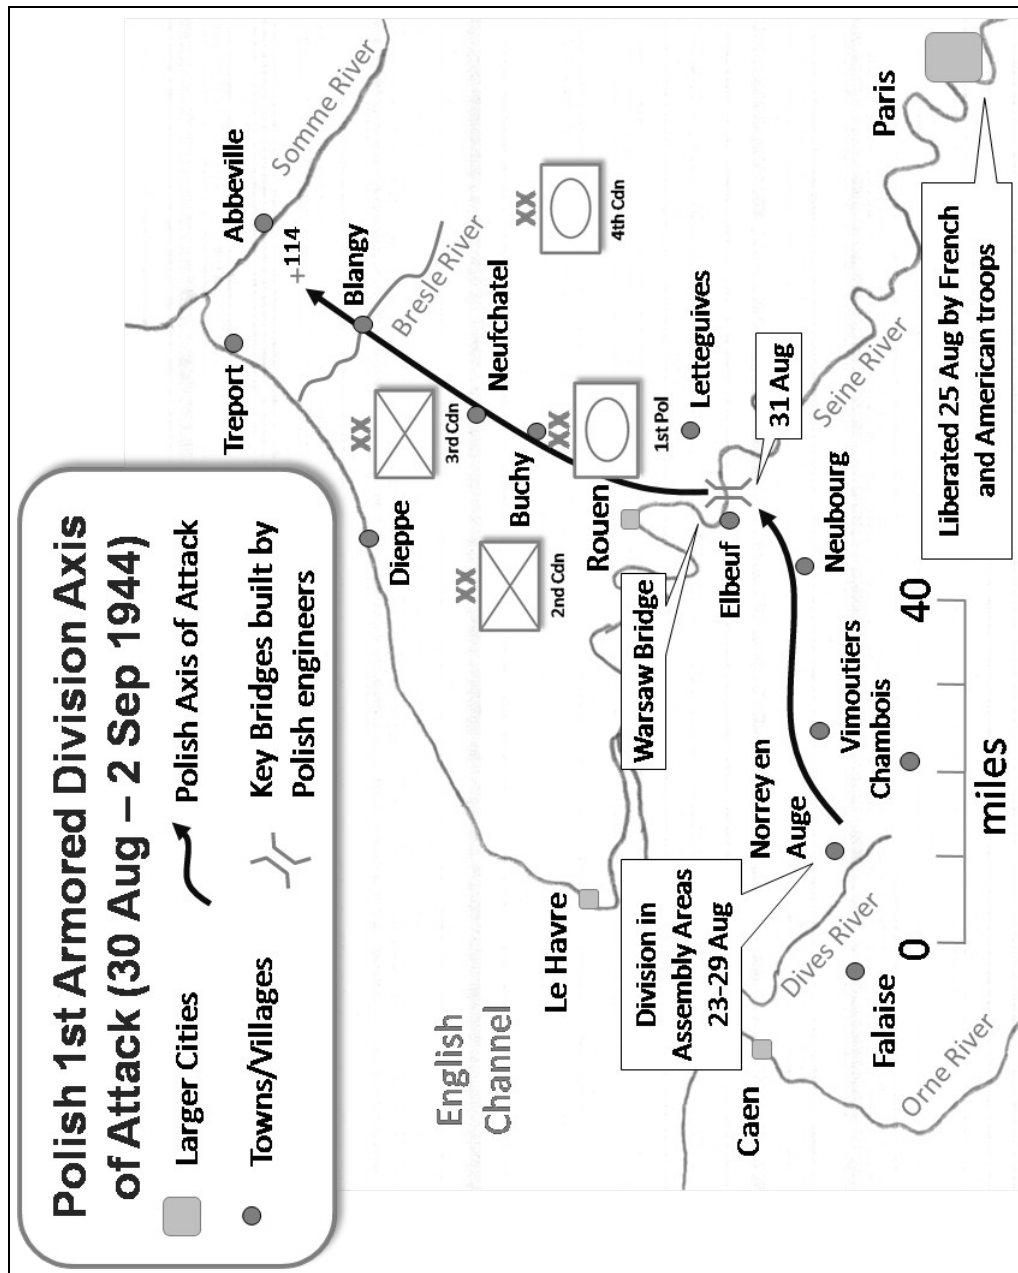 Polish 1st Armored Division Axis
of Attack (30 Aug – 2 Sep 1944)
Larger Cities
Polish Axis of Attack
Towns/Villages
Key Bridges built by
Polish engineers
Somme River
Abbeville
Treport
+114
Blangy
Bresle River
Dieppe
XX
3rd Cdn
Neufchatel
XX
4th Cdn
English
Channel
XX
2nd Cdn
Buchy
XX
1st Pol
Le Havre
Rouen
Letteguives
Warsaw Bridge
31 Aug
Elbeuf
Seine River
Paris
Division in
Assembly Areas
23-29 Aug
Norrey en
Auge
Neubourg
Caen
Dives River
Vimoutiers
Chambois
Falaise
Orne River
0
40
miles
Liberated 25 Aug by French
and American troops